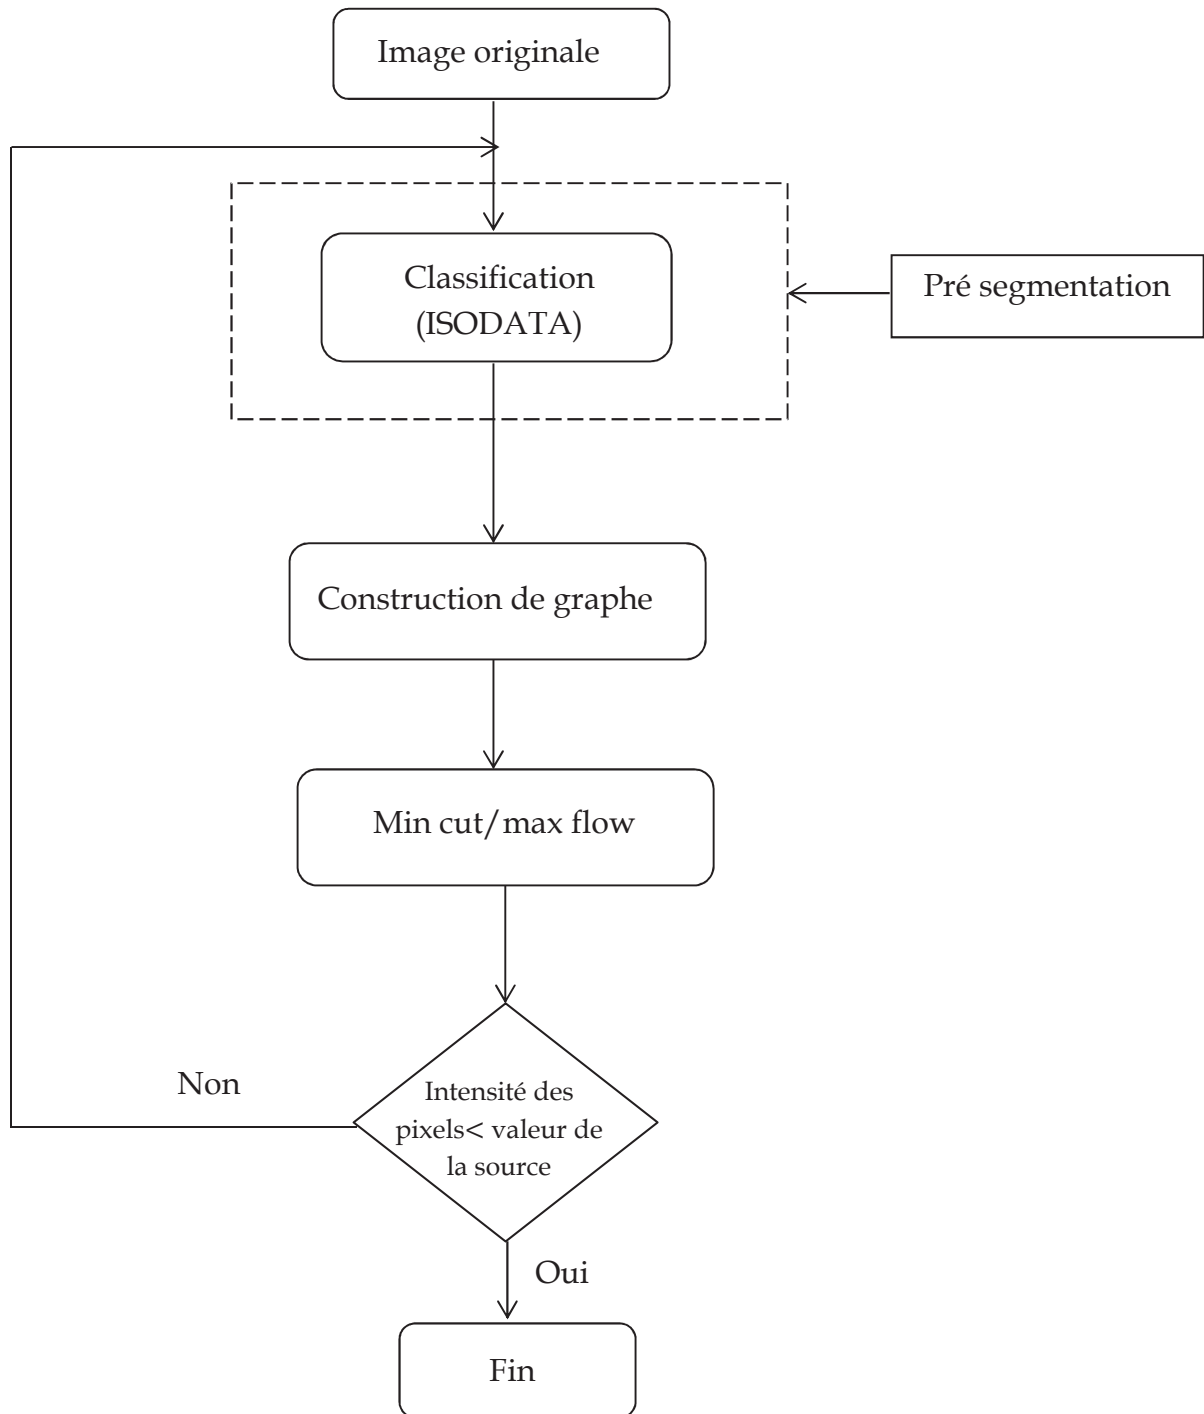 Image originale
Classification
(ISODATA)
Pré segmentation
Construction de graphe
Min cut/max flow
Non
Intensité des
pixels< valeur de
la source
Oui
Fin